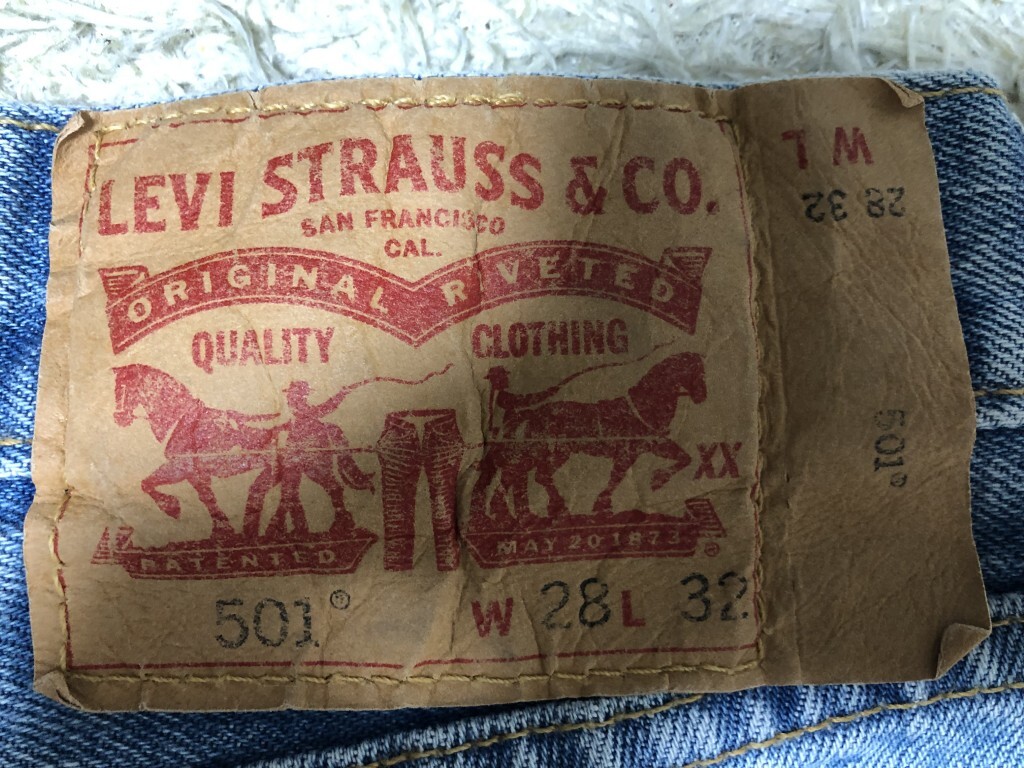 LEVI STRAUSS & CO.
SAN FRANCISCO
CAL.
ORIGINAL R VETED
QUALITY CLOTHING
XX
PATENTED MAY 20 1873 ®
501® W 28 L 32
W L
28 32
501®